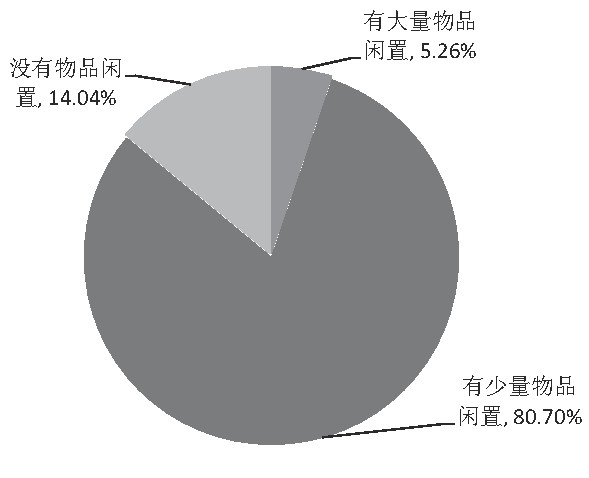 有大量物品
闲置, 5.26%
没有物品闲
置, 14.04%
有少量物品
闲置, 80.70%